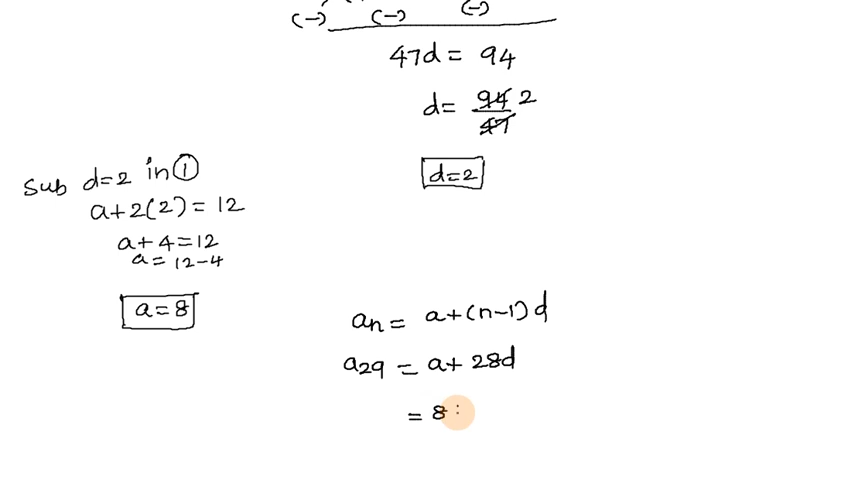 (-) (-) (-)
47d = 94
d = 94/47 2
d=2
Sub d=2 in ①
a+2(2) = 12
a+4=12
a= 12-4
a=8
an = a+(n-1)d
a29 = a+ 28d
= 8